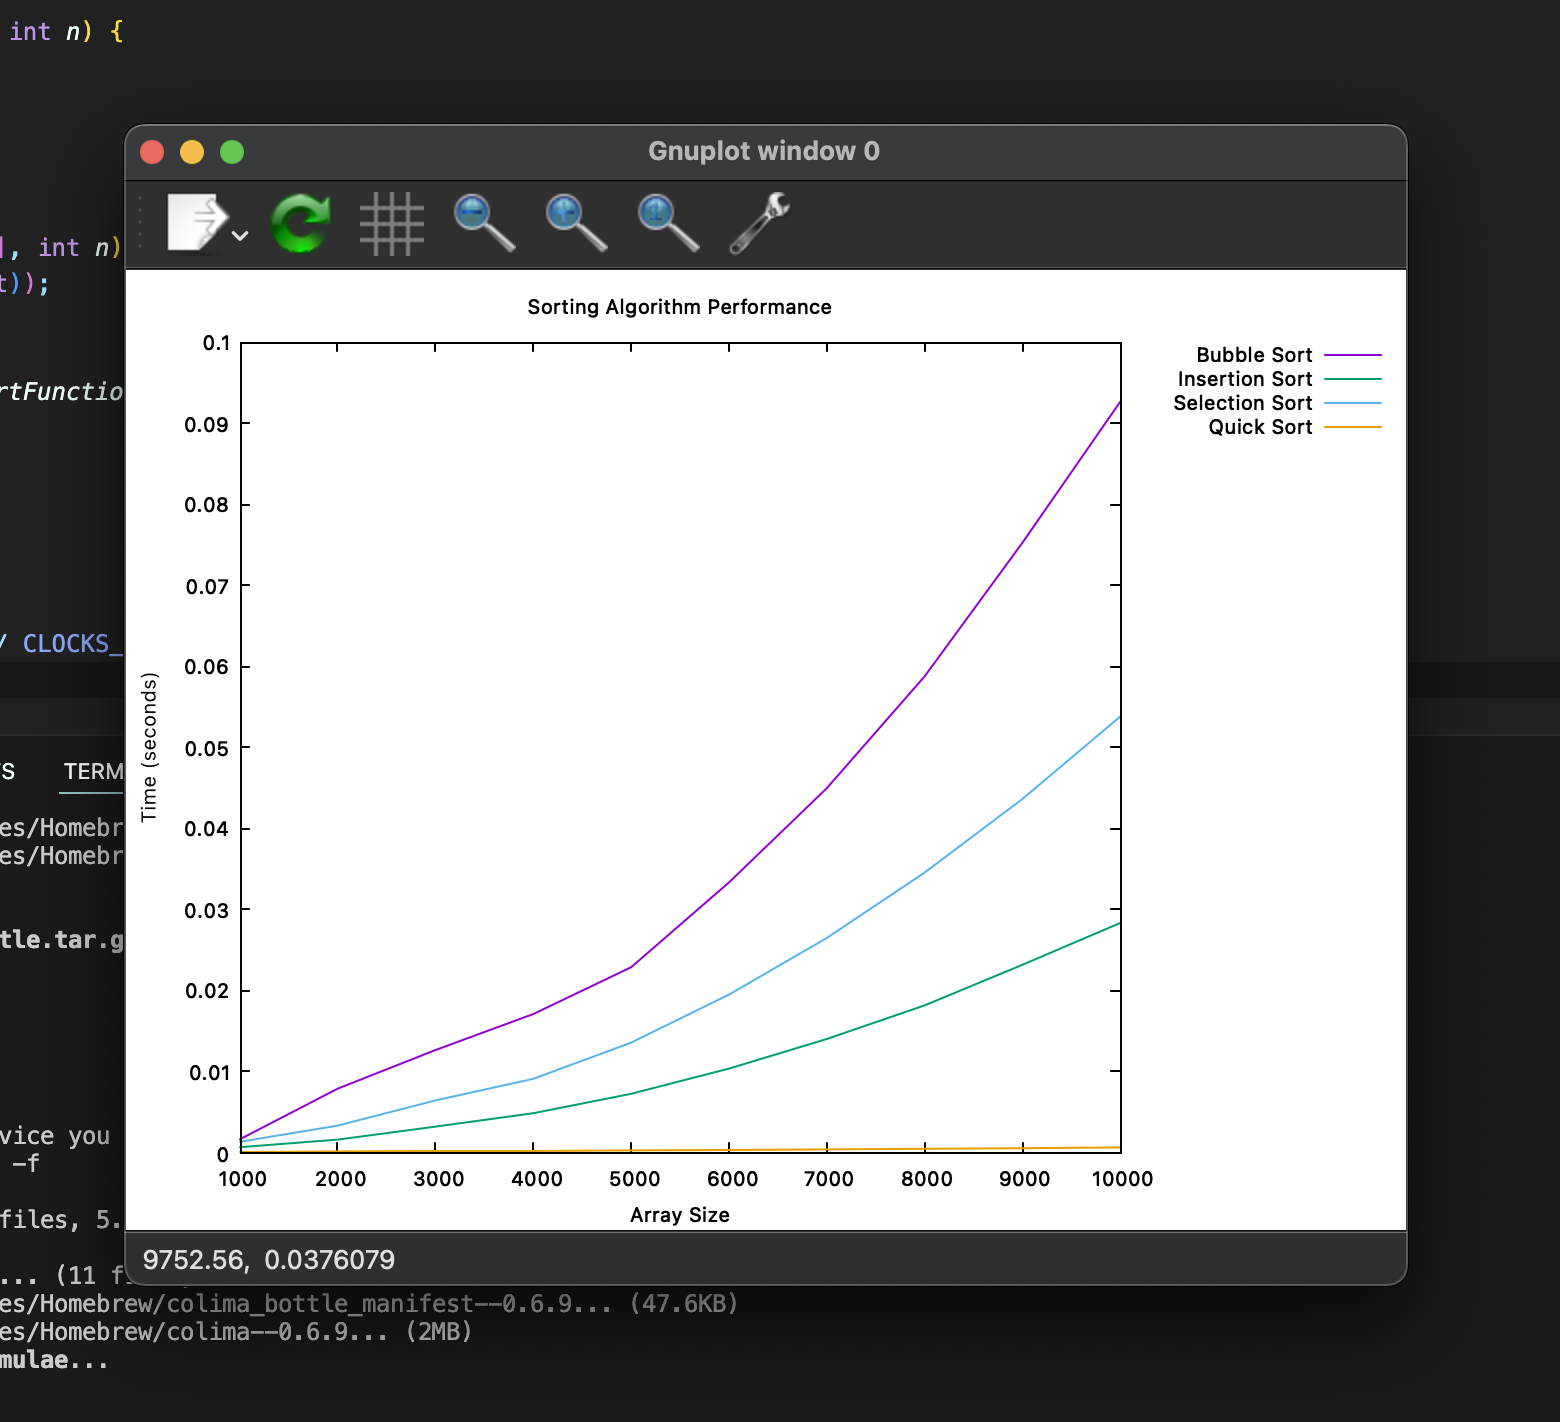 int n) {
Gnuplot window 0
], int n)
t));
rtFunctio
/ CLOCKS_
TERM
es/Homebr
es/Homebr
tle.tar.g
vice you
-f
files, 5.
... (11 f
es/Homebrew/colima_bottle_manifest--0.6.9... (47.6KB)
es/Homebrew/colima--0.6.9... (2MB)
mulae...
Sorting Algorithm Performance
Bubble Sort
Insertion Sort
Selection Sort
Quick Sort
Time (seconds)
0.1
0.09
0.08
0.07
0.06
0.05
0.04
0.03
0.02
0.01
0
1000 2000 3000 4000 5000 6000 7000 8000 9000 10000
Array Size
9752.56, 0.0376079